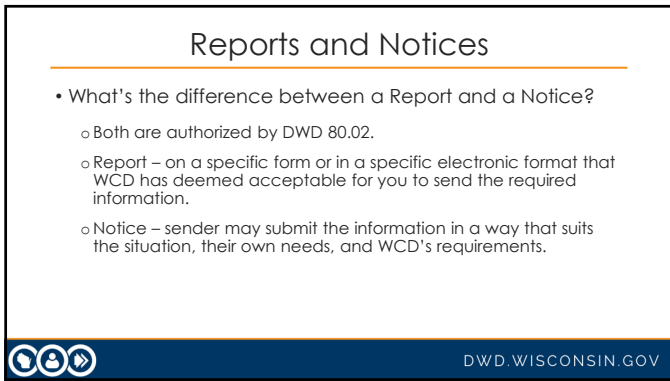 Reports and Notices
• What's the difference between a Report and a Notice?
o Both are authorized by DWD 80.02.
o Report – on a specific form or in a specific electronic format that
WCD has deemed acceptable for you to send the required
information.
o Notice – sender may submit the information in a way that suits
the situation, their own needs, and WCD's requirements.
DWD.WISCONSIN.GOV